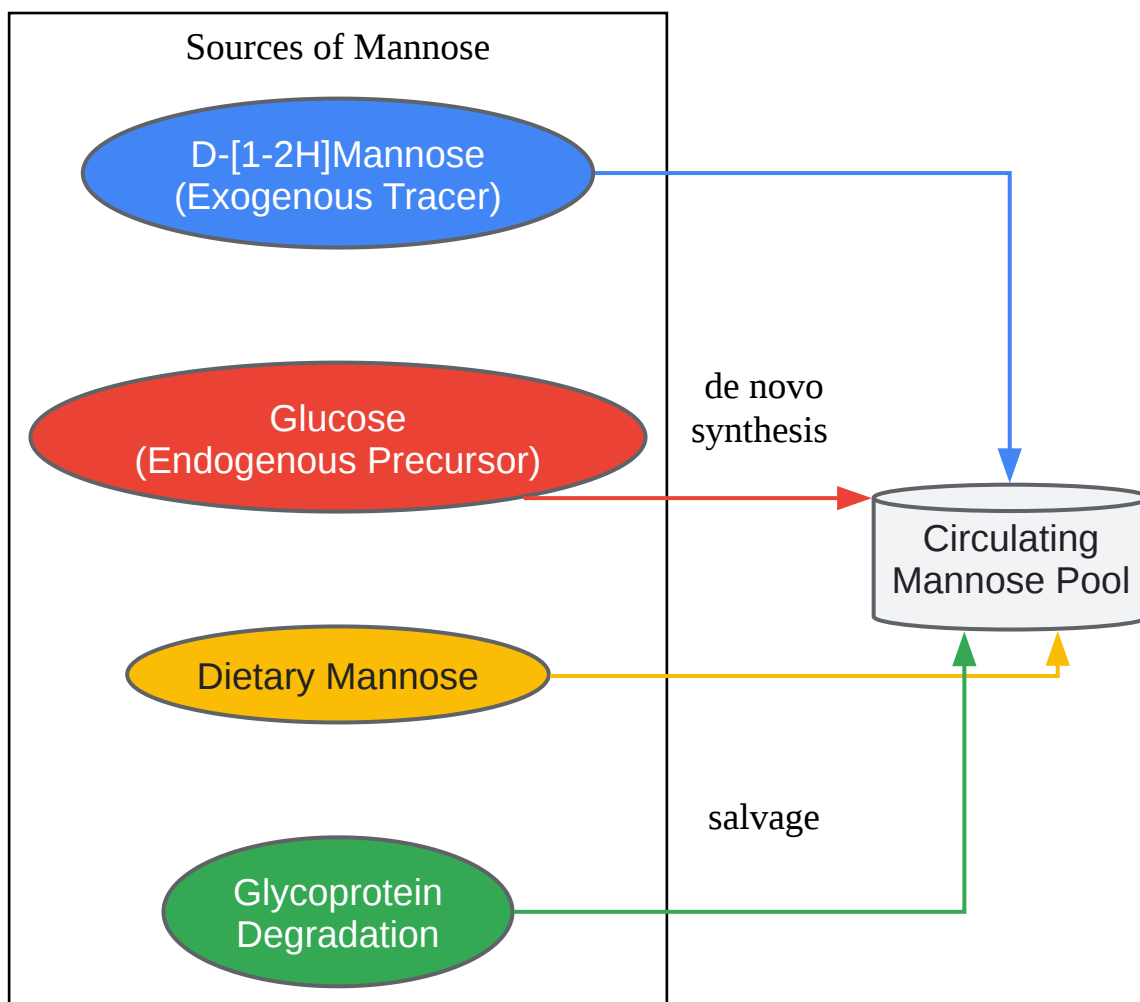 Sources of Mannose
D-[1-2H]Mannose
(Exogenous Tracer)
Glucose
(Endogenous Precursor)
de novo
synthesis
Circulating
Mannose Pool
Dietary Mannose
salvage
Glycoprotein
Degradation